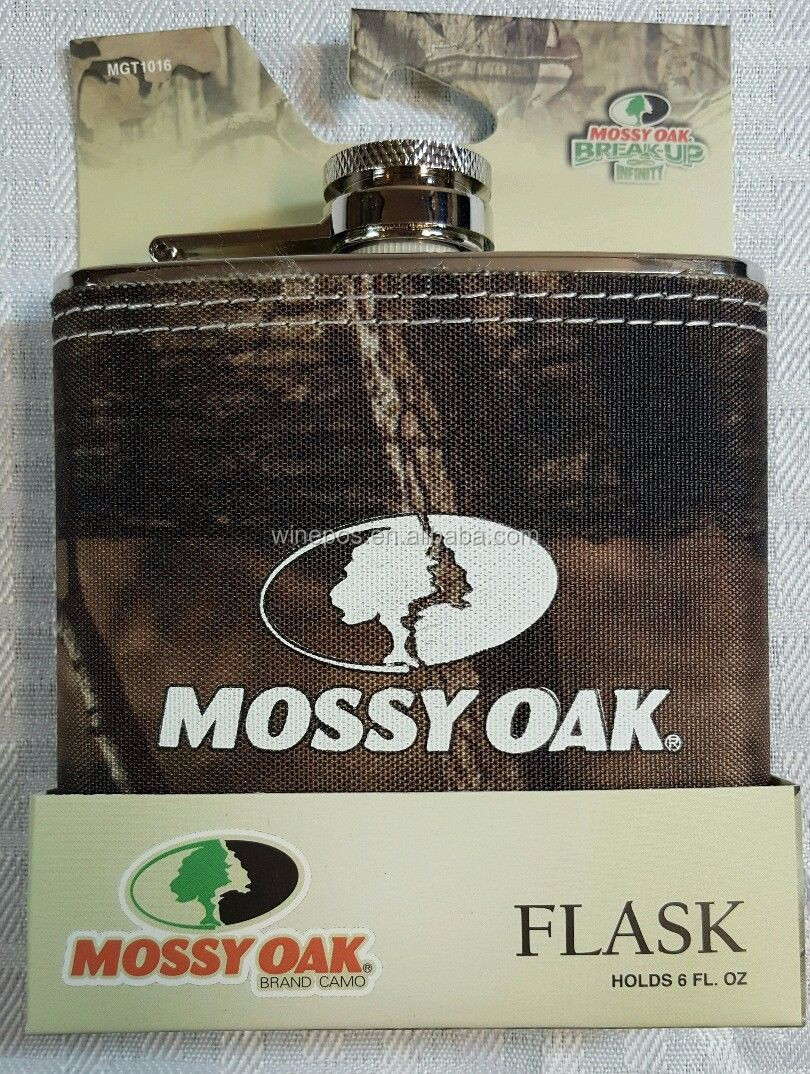 MGT1016
MOSSY OAK.
BREAK-UP
INFINITY
winepos.en.alibaba.com
MOSSY OAK®
MOSSY OAK®
BRAND CAMO
FLASK
HOLDS 6 FL. OZ